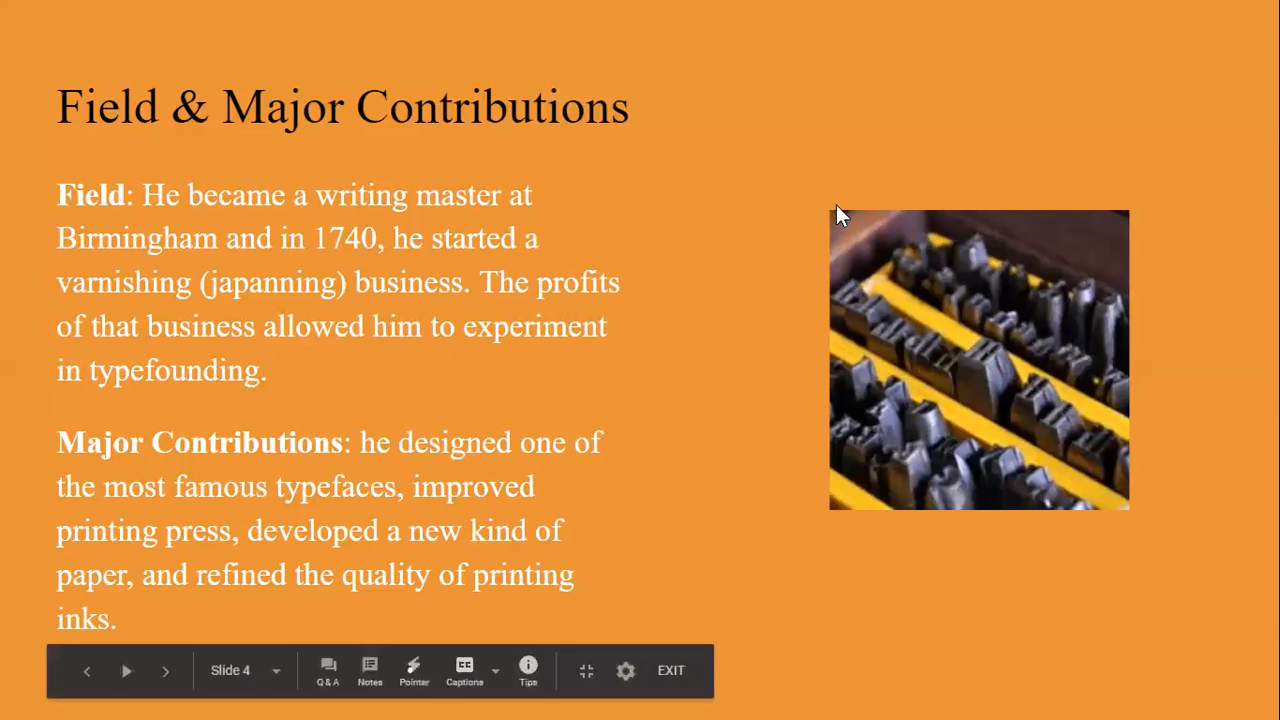 Field & Major Contributions
Field: He became a writing master at
Birmingham and in 1740, he started a
varnishing (japanning) business. The profits
of that business allowed him to experiment
in typefounding.
Major Contributions: he designed one of
the most famous typefaces, improved
printing press, developed a new kind of
paper, and refined the quality of printing
inks.
Slide 4
Q & A
Notes
Pointer
CC
Captions
Tips
EXIT